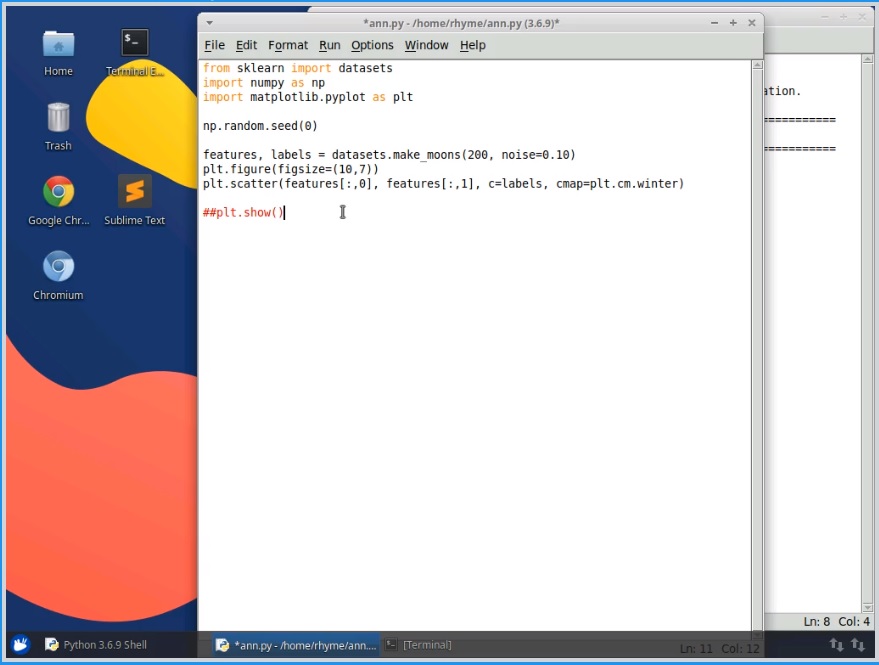 *ann.py - /home/rhyme/ann.py (3.6.9)*
File Edit Format Run Options Window Help
from sklearn import datasets
import numpy as np
import matplotlib.pyplot as plt
np.random.seed(0)
features, labels = datasets.make_moons(200, noise=0.10)
plt.figure(figsize=(10,7))
plt.scatter(features[:,0], features[:,1], c=labels, cmap=plt.cm.winter)
##plt.show()
Ln: 11 Col: 12
ation.
===========
===========
Ln: 8 Col: 4
Home
$_
Terminal E...
Trash
Google Chr...
Sublime Text
Chromium
Python 3.6.9 Shell
*ann.py - /home/rhyme/ann....
$_
[Terminal]